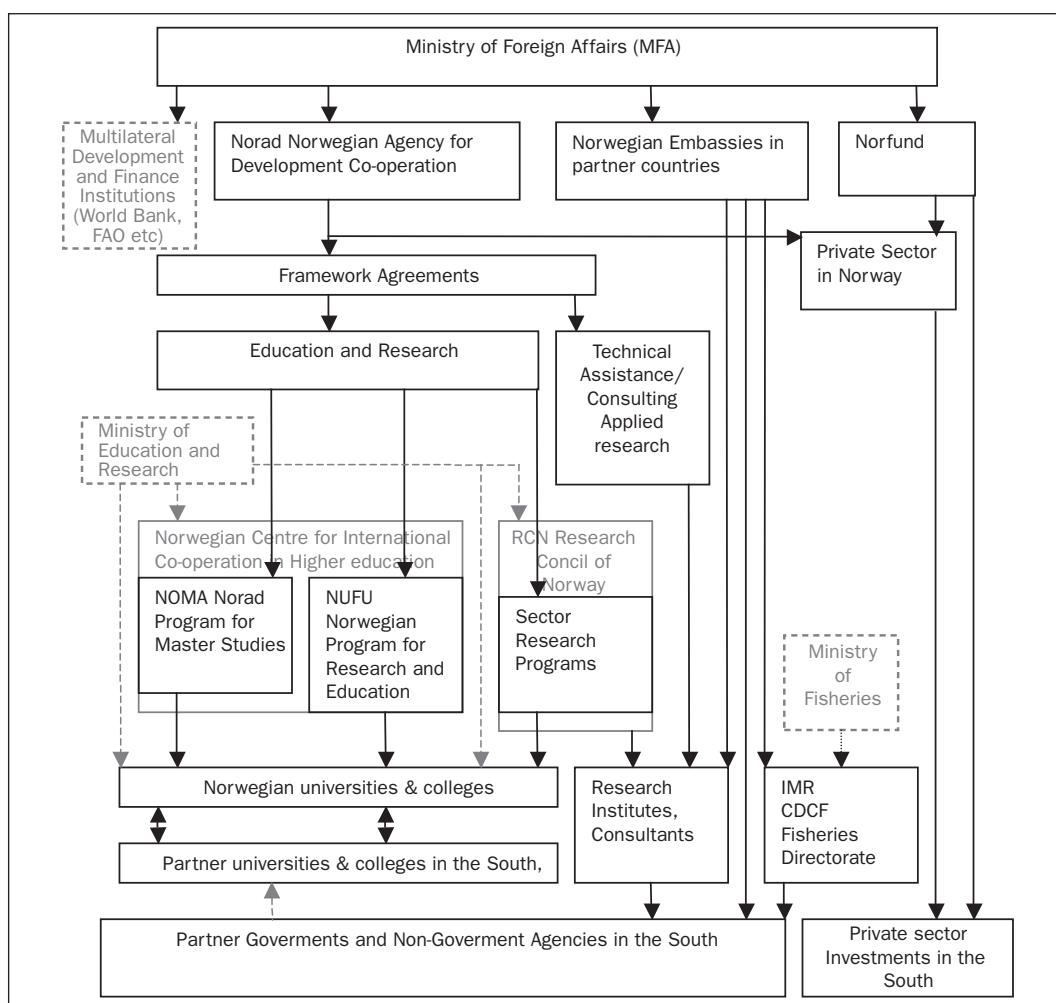 Ministry of Foreign Affairs (MFA)
Multilateral
Development
and Finance
Institutions
(World Bank,
FAO etc)
Norad Norwegian Agency for
Development Co-operation
Norwegian Embassies in
partner countries
Norfund
Private Sector
in Norway
Framework Agreements
Education and Research
Technical
Assistance/
Consulting
Applied
research
Ministry of
Education and
Research
Norwegian Centre for International
Co-operation in Higher education
RCN Research
Concil of
Norway
NOMA Norad
Program for
Master Studies
NUFU
Norwegian
Program for
Research and
Education
Sector
Research
Programs
Ministry
of
Fisheries
Norwegian universities & colleges
Research
Institutes,
Consultants
IMR
CDCF
Fisheries
Directorate
Partner universities & colleges in the South,
Partner Goverments and Non-Goverment Agencies in the South
Private sector
Investments in the
South